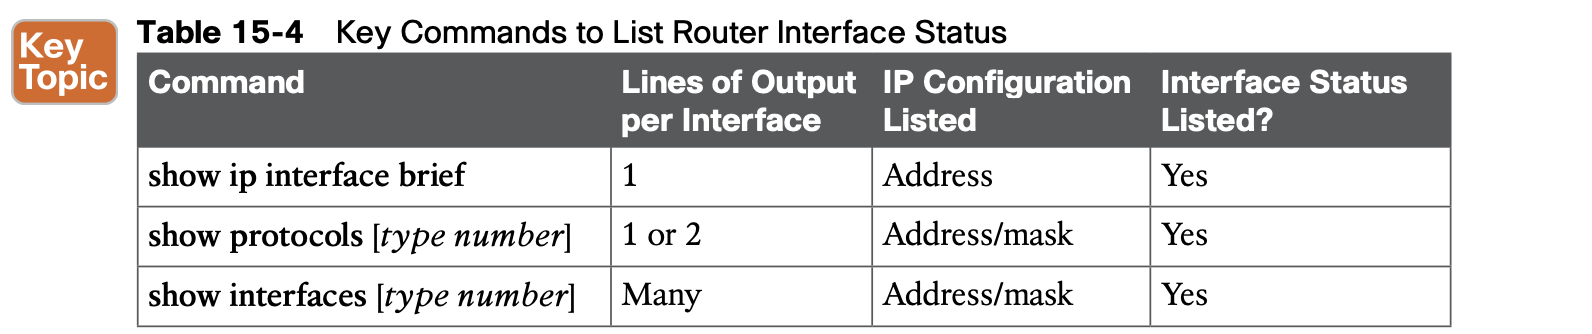 Key
Topic
Table 15-4 Key Commands to List Router Interface Status
Command Lines of Output per Interface IP Configuration Listed Interface Status Listed?
show ip interface brief 1 Address Yes
show protocols [type number] 1 or 2 Address/mask Yes
show interfaces [type number] Many Address/mask Yes